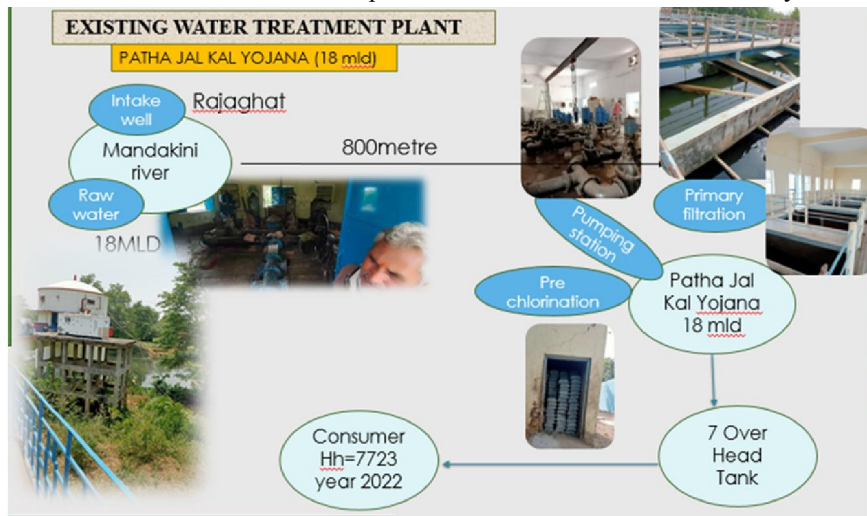 EXISTING WATER TREATMENT PLANT
PATHA JAL KAL YOJANA (18 mld)
Intake
well
Rajaghat
Mandakini
river
800metre
Raw
water
18MLD
Primary
filtration
Pumping
station
Pre
chlorination
Patha Jal
Kal Yojana
18 mld
Consumer
Hh=7723
year 2022
7 Over
Head
Tank